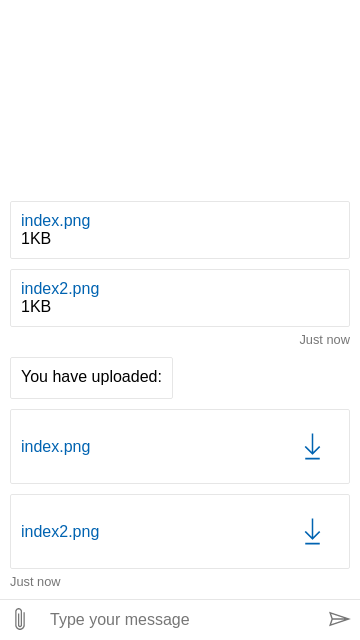 index.png
1KB
index2.png
1KB
Just now
You have uploaded:
index.png
index2.png
Just now
Type your message